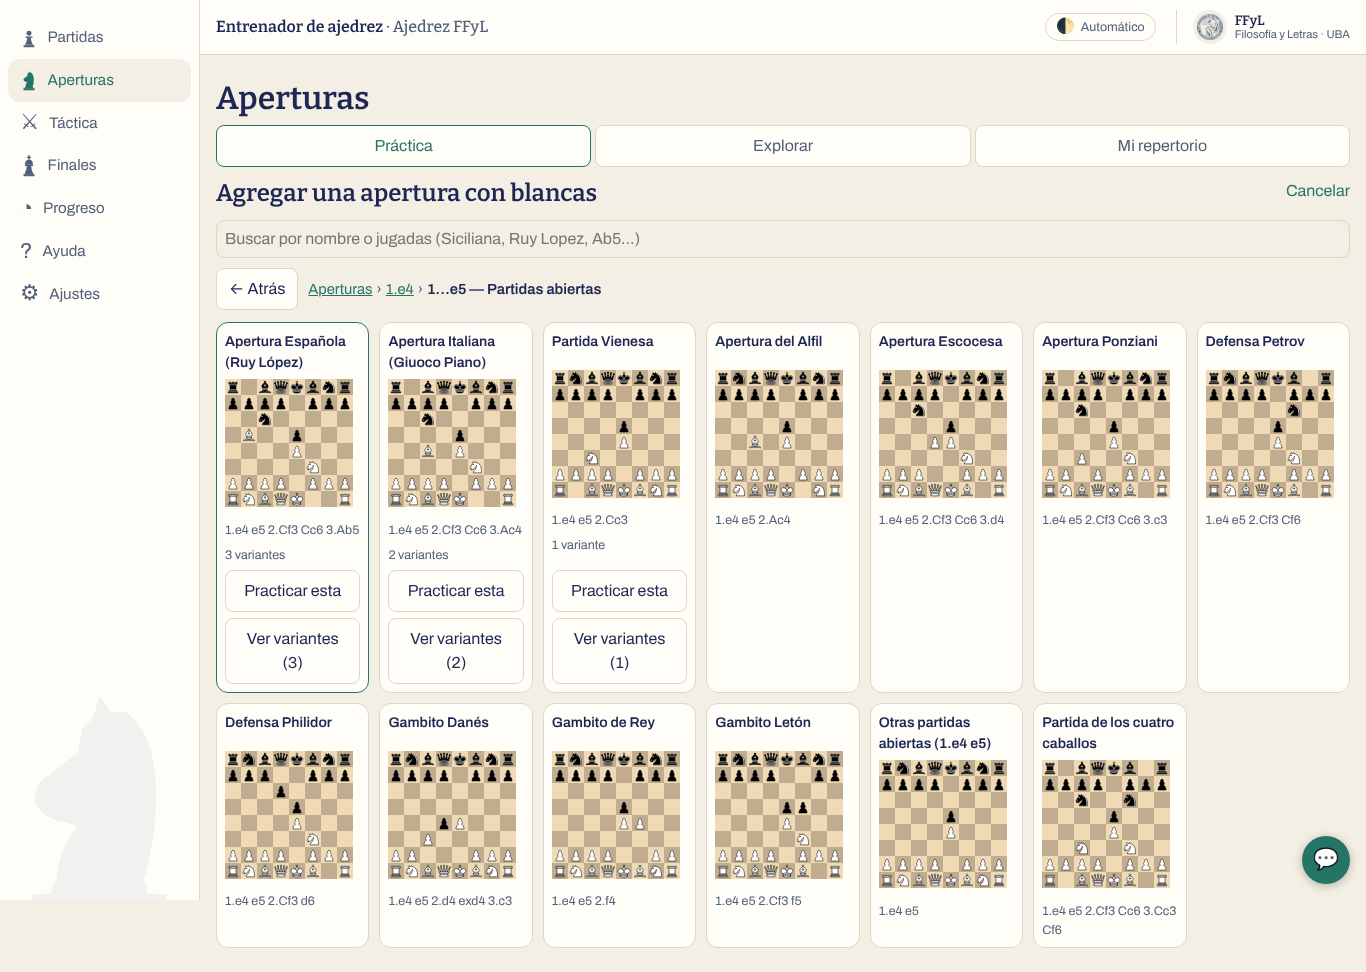 Partidas
Aperturas
Táctica
Finales
Progreso
Ayuda
Ajustes
Entrenador de ajedrez · Ajedrez FFyL
Automático
FFyL
Filosofía y Letras · UBA
Aperturas
Práctica
Explorar
Mi repertorio
Agregar una apertura con blancas
Cancelar
Buscar por nombre o jugadas (Siciliana, Ruy Lopez, Ab5...)
← Atrás
Aperturas › 1.e4 › 1...e5 — Partidas abiertas
Apertura Española
(Ruy López)
1.e4 e5 2.Cf3 Cc6 3.Ab5
3 variantes
Practicar esta
Ver variantes
(3)
Apertura Italiana
(Giuoco Piano)
1.e4 e5 2.Cf3 Cc6 3.Ac4
2 variantes
Practicar esta
Ver variantes
(2)
Partida Vienesa
1.e4 e5 2.Cc3
1 variante
Practicar esta
Ver variantes
(1)
Apertura del Alfil
1.e4 e5 2.Ac4
Apertura Escocesa
1.e4 e5 2.Cf3 Cc6 3.d4
Apertura Ponziani
1.e4 e5 2.Cf3 Cc6 3.c3
Defensa Petrov
1.e4 e5 2.Cf3 Cf6
Defensa Philidor
1.e4 e5 2.Cf3 d6
Gambito Danés
1.e4 e5 2.d4 exd4 3.c3
Gambito de Rey
1.e4 e5 2.f4
Gambito Letón
1.e4 e5 2.Cf3 f5
Otras partidas
abiertas (1.e4 e5)
1.e4 e5
Partida de los cuatro
caballos
1.e4 e5 2.Cf3 Cc6 3.Cc3
Cf6